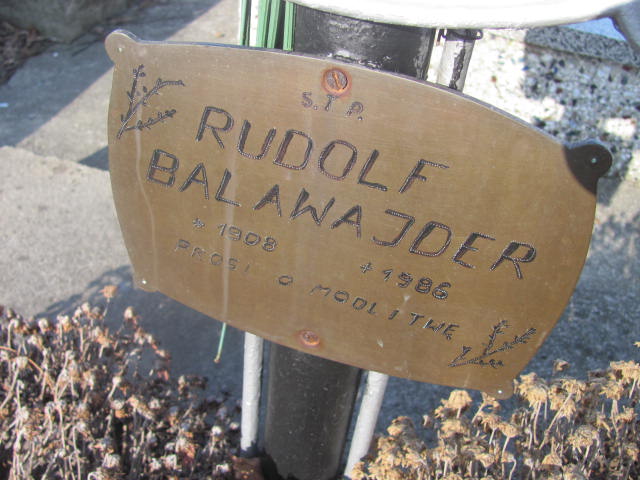 S.T.P.
RUDOLF
BALAWAJDER
* 1908 + 1986
PROSI O MODLITWĘ